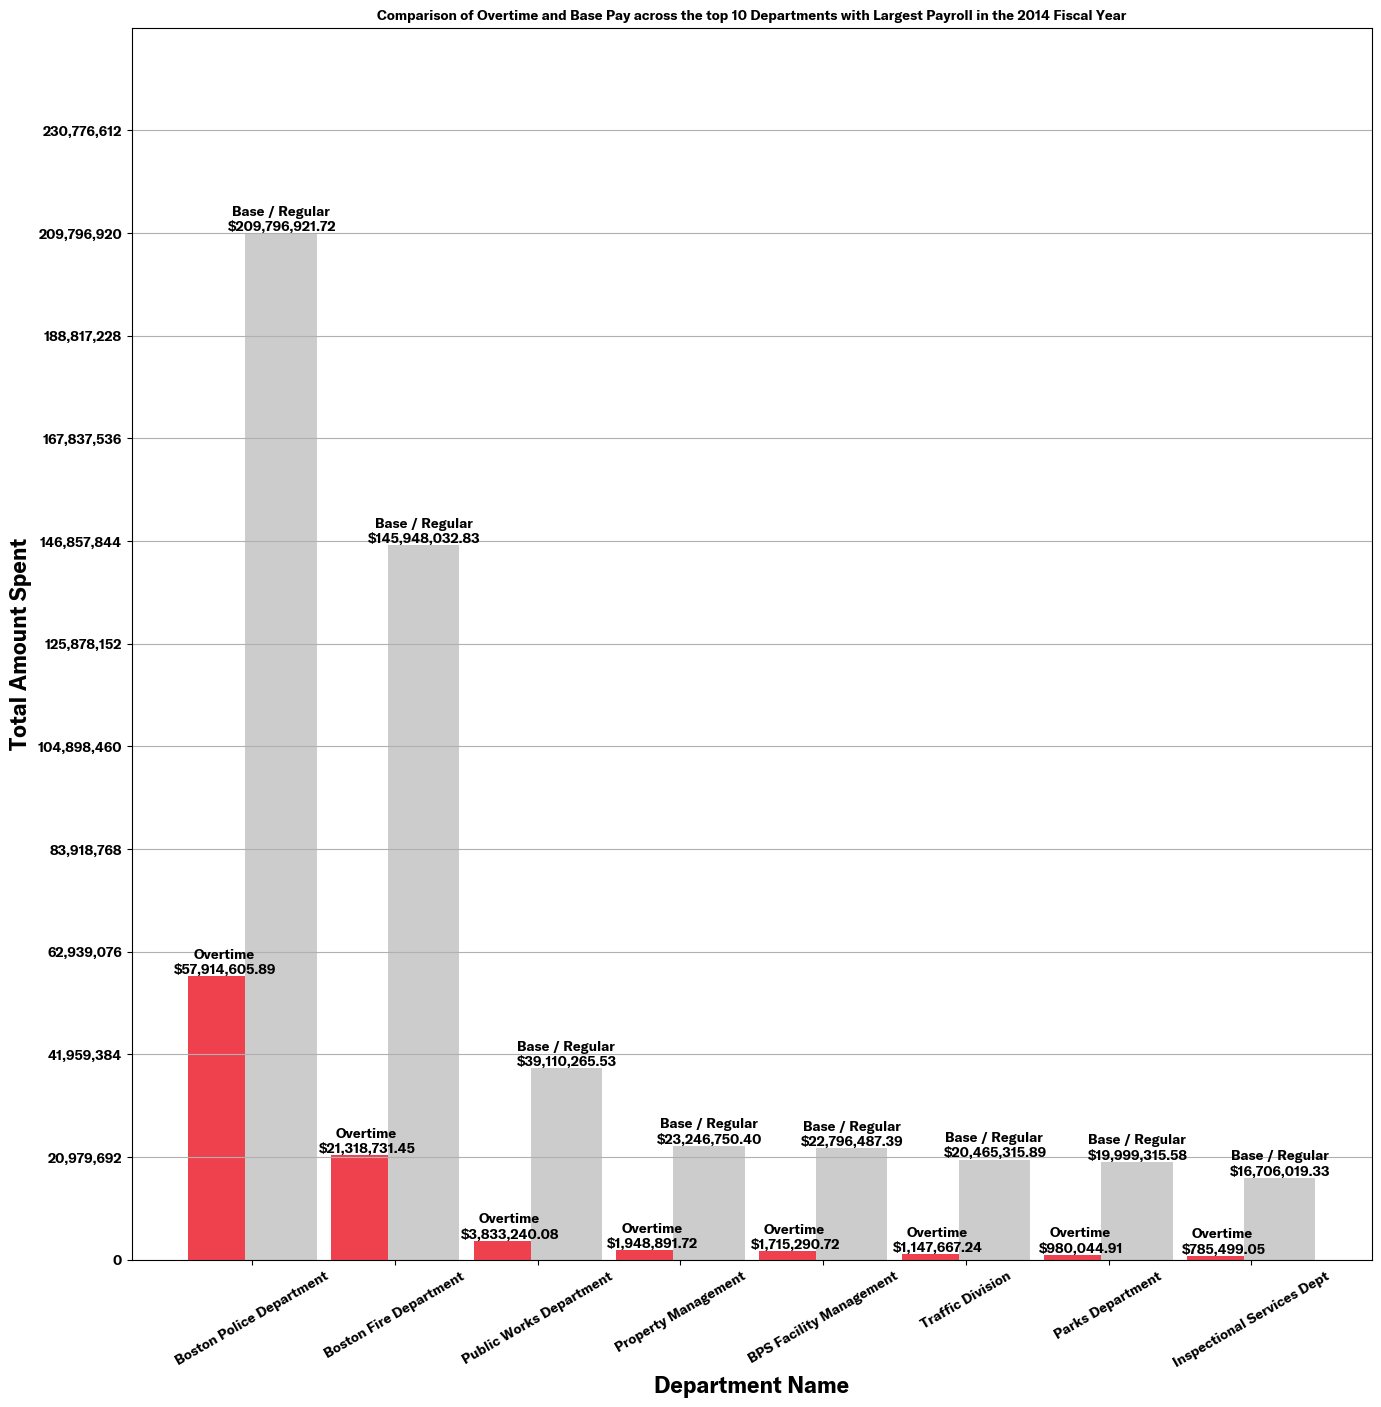 Comparison of Overtime and Base Pay across the top 10 Departments with Largest Payroll in the 2014 Fiscal Year
Total Amount Spent
230,776,612
209,796,920
188,817,228
167,837,536
146,857,844
125,878,152
104,898,460
83,918,768
62,939,076
41,959,384
20,979,692
0
Overtime
$57,914,605.89
Base / Regular
$209,796,921.72
Overtime
$21,318,731.45
Base / Regular
$145,948,032.83
Overtime
$3,833,240.08
Base / Regular
$39,110,265.53
Overtime
$1,948,891.72
Base / Regular
$23,246,750.40
Overtime
$1,715,290.72
Base / Regular
$22,796,487.39
Overtime
$1,147,667.24
Base / Regular
$20,465,315.89
Overtime
$980,044.91
Base / Regular
$19,999,315.58
Overtime
$785,499.05
Base / Regular
$16,706,019.33
Boston Police Department
Boston Fire Department
Public Works Department
Property Management
BPS Facility Management
Traffic Division
Parks Department
Inspectional Services Dept
Department Name